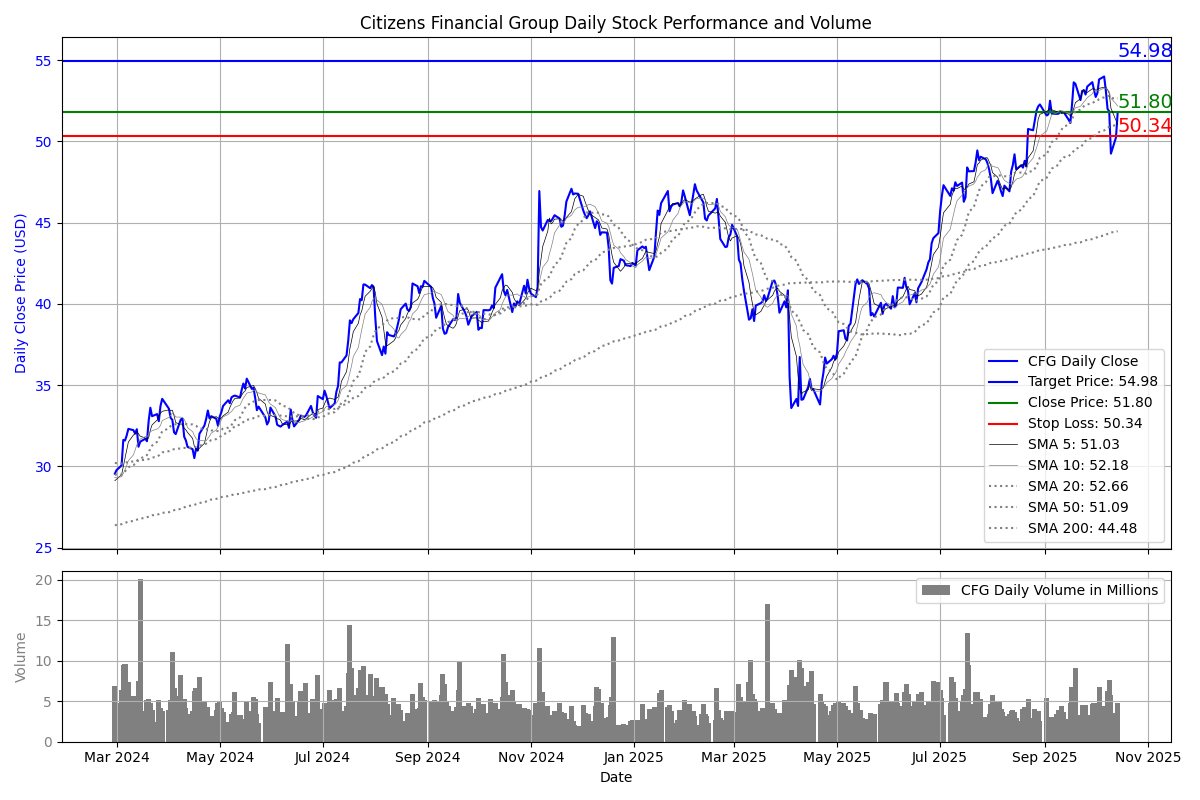 Citizens Financial Group Daily Stock Performance and Volume
54.98
51.80
50.34
Daily Close Price (USD)
55
50
45
40
35
30
25
CFG Daily Close
Target Price: 54.98
Close Price: 51.80
Stop Loss: 50.34
SMA 5: 51.03
SMA 10: 52.18
SMA 20: 52.66
SMA 50: 51.09
SMA 200: 44.48
Volume
20
15
10
5
0
CFG Daily Volume in Millions
Mar 2024 May 2024 Jul 2024 Sep 2024 Nov 2024 Jan 2025 Mar 2025 May 2025 Jul 2025 Sep 2025 Nov 2025
Date